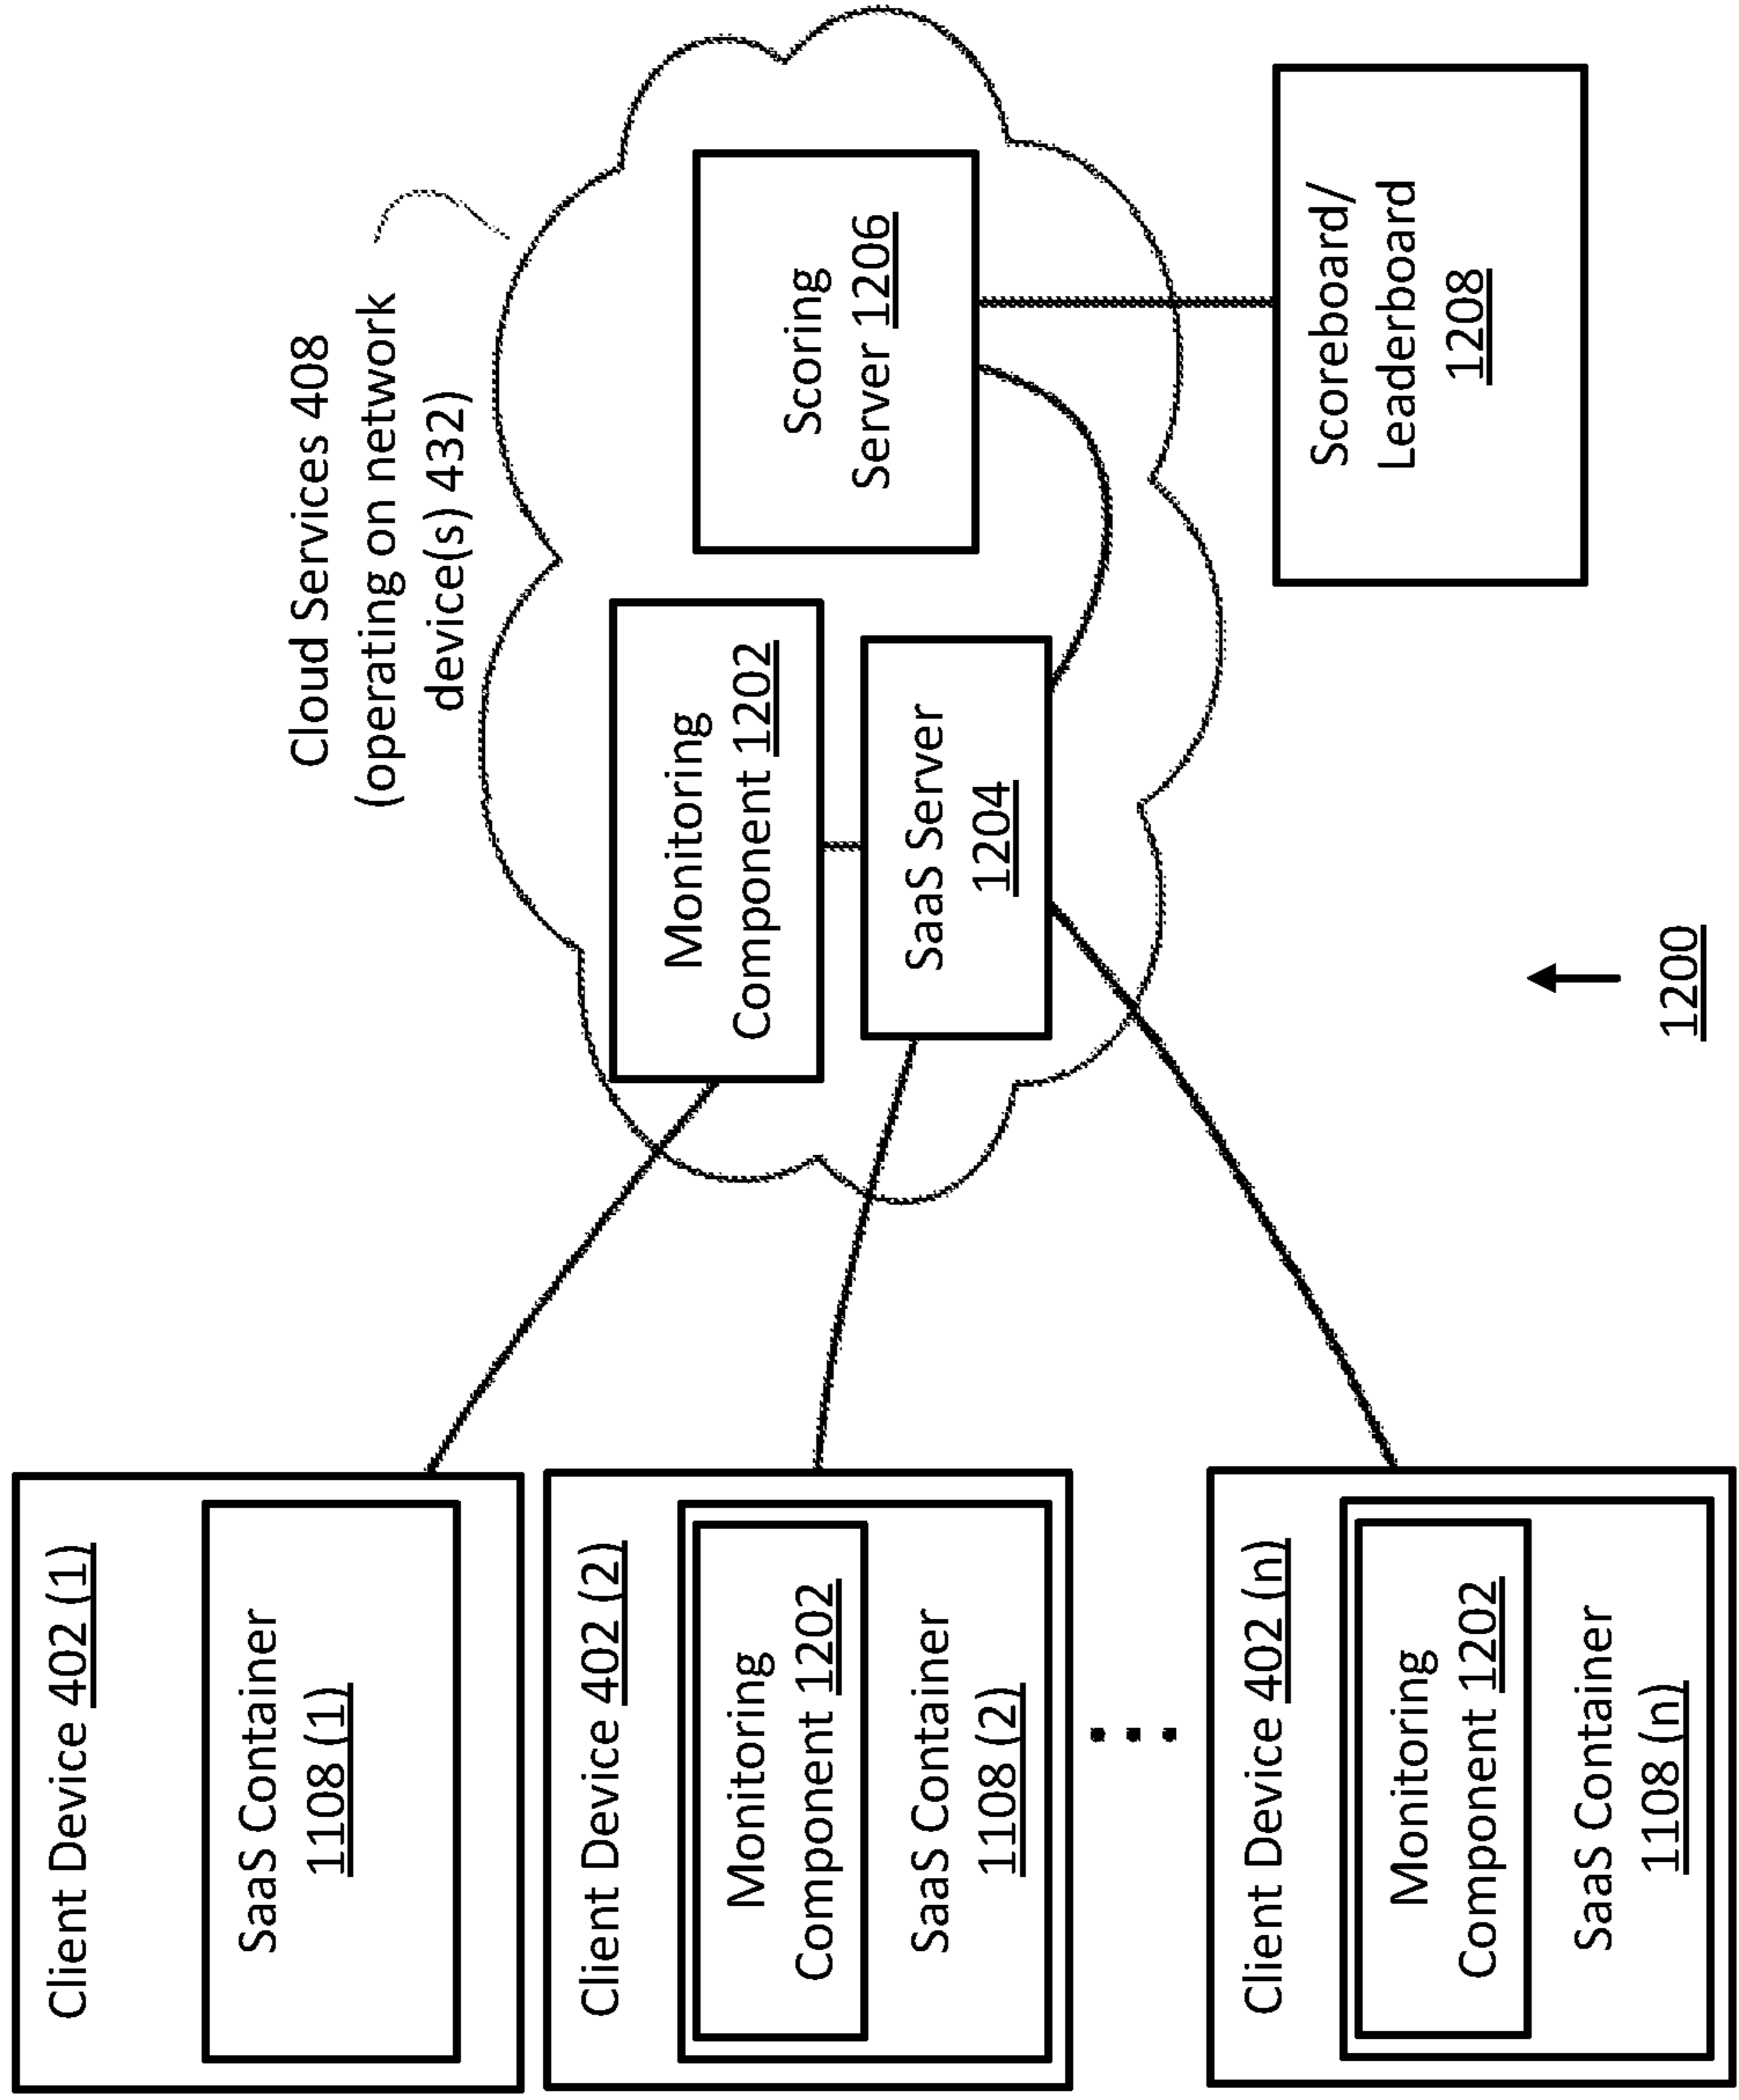 Client Device 402 (1)
SaaS Container
1108 (1)
Client Device 402 (2)
Monitoring
Component 1202
SaaS Container
1108 (2)
Client Device 402 (n)
Monitoring
Component 1202
SaaS Container
1108 (n)
Cloud Services 408
(operating on network
device(s) 432)
Monitoring
Component 1202
SaaS Server
1204
Scoring
Server 1206
Scoreboard/
Leaderboard
1208
1200